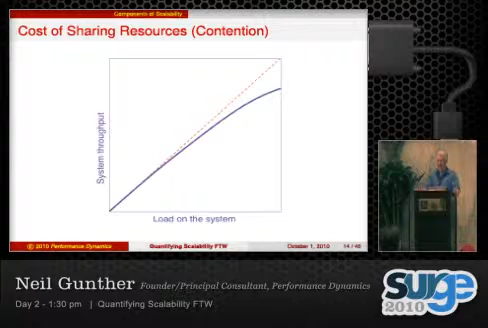 Components of Scalability
Cost of Sharing Resources (Contention)
System throughput
Load on the system
© 2010 Performance Dynamics
Quantifying Scalability FTW
October 1, 2010
14 / 46
Neil Gunther Founder/Principal Consultant, Performance Dynamics
Day 2 - 1:30 pm | Quantifying Scalability FTW
surge
2010